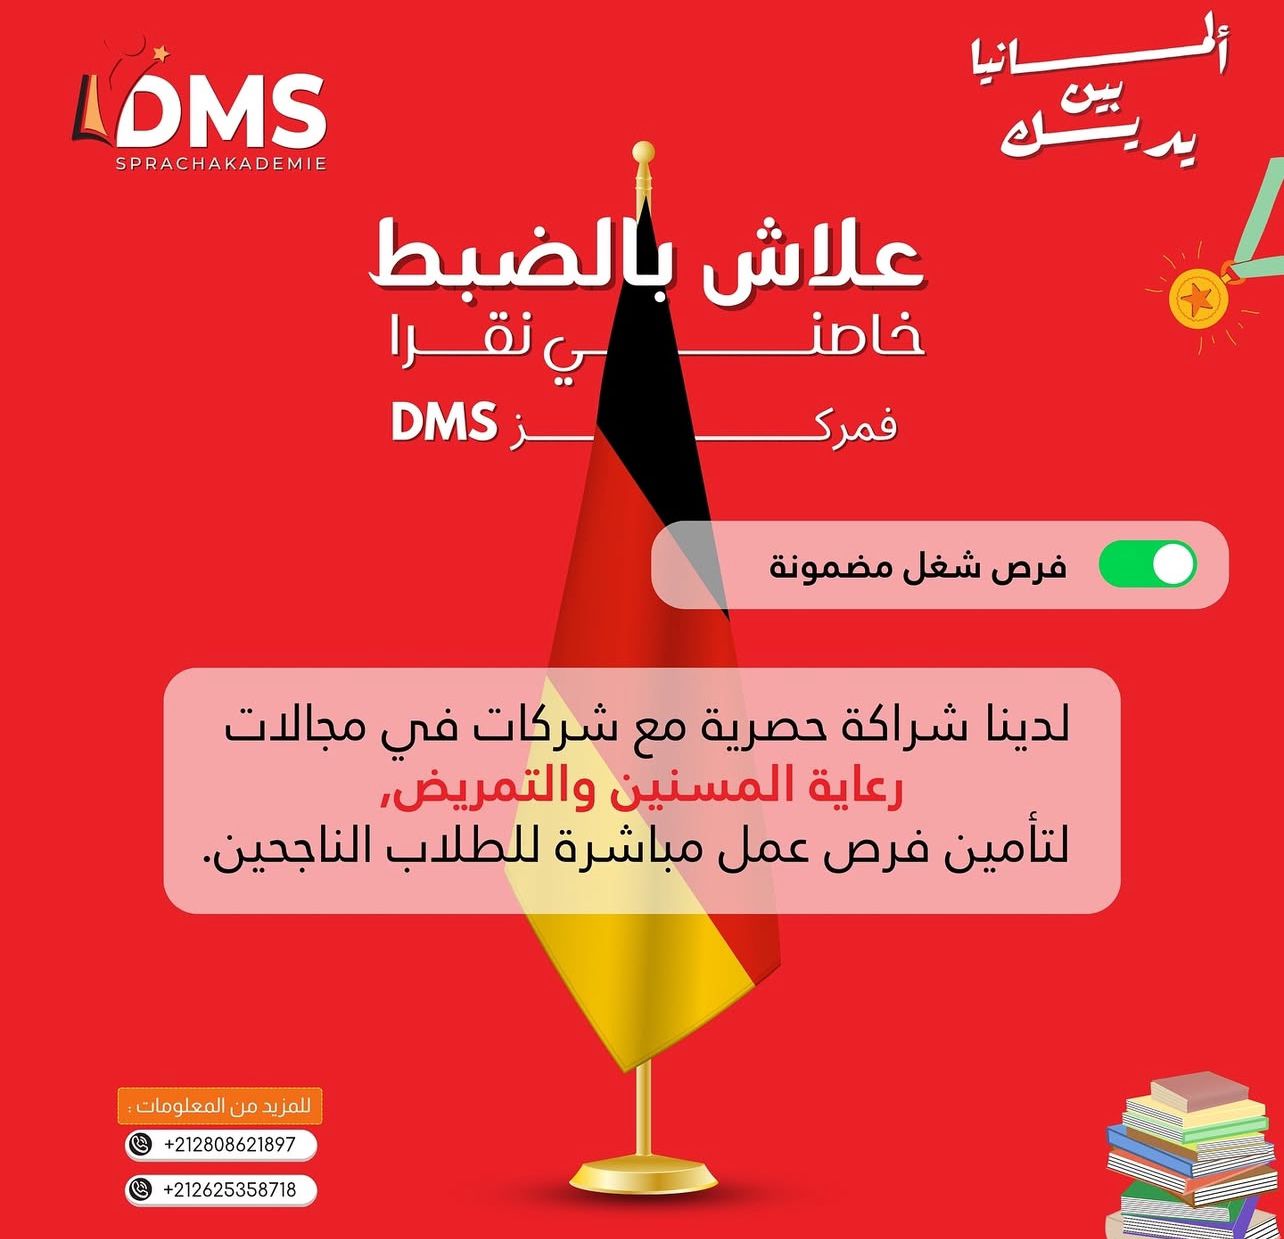 DMS
SPRACHAKADEMIE
ألمانيا
بين
يديك
علاش بالضبط
خاصني نقرا
فمركز DMS
فرص شغل مضمونة
لدينا شراكة حصرية مع شركات في مجالات
رعاية المسنين والتمريض,
لتأمين فرص عمل مباشرة للطلاب الناجحين.
للمزيد من المعلومات :
+212808621897
+212625358718